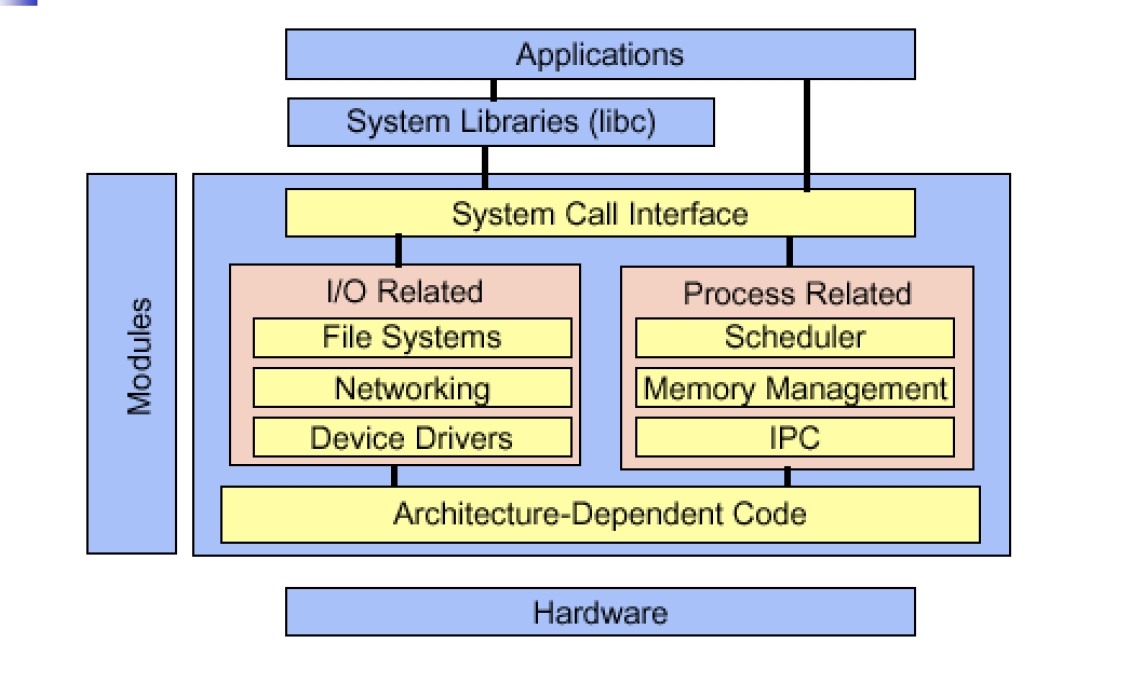 Applications
System Libraries (libc)
System Call Interface
Modules
I/O Related
File Systems
Networking
Device Drivers
Process Related
Scheduler
Memory Management
IPC
Architecture-Dependent Code
Hardware